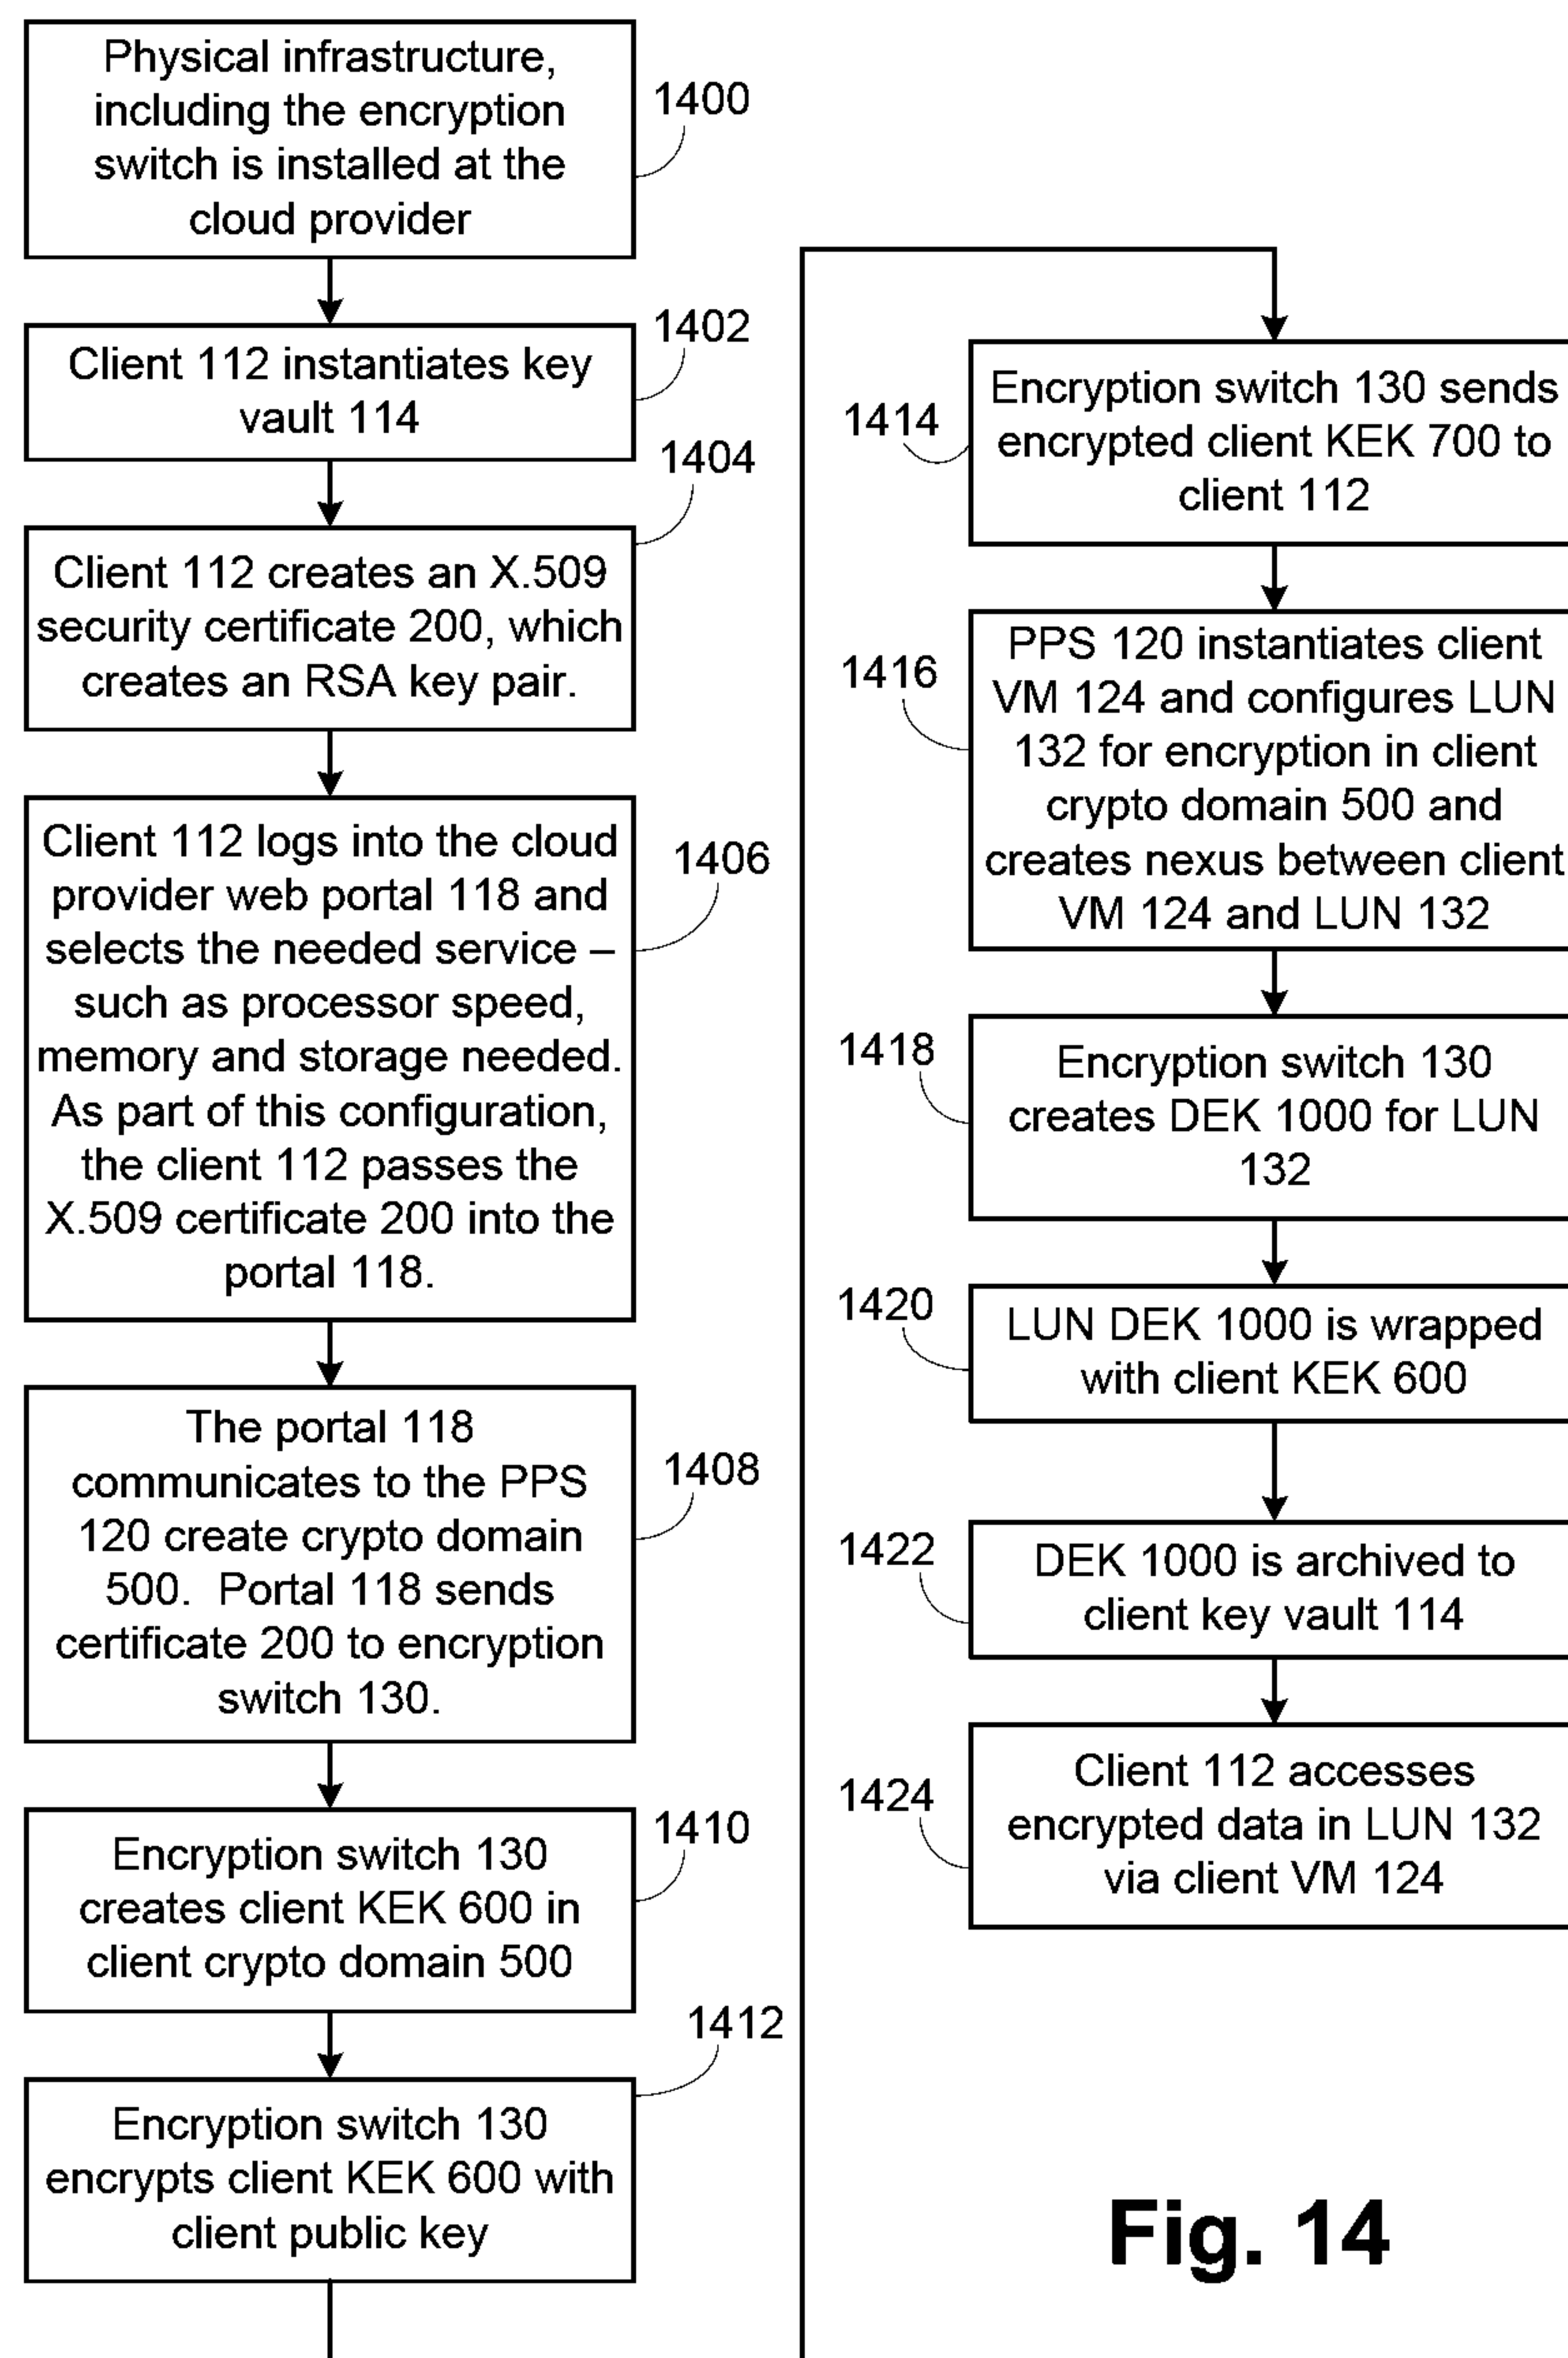 Physical infrastructure,
including the encryption
switch is installed at the
cloud provider
1400
Client 112 instantiates key
vault 114
1402
Client 112 creates an X.509
security certificate 200, which
creates an RSA key pair.
1404
Client 112 logs into the cloud
provider web portal 118 and
selects the needed service –
such as processor speed,
memory and storage needed.
As part of this configuration,
the client 112 passes the
X.509 certificate 200 into the
portal 118.
1406
The portal 118
communicates to the PPS
120 create crypto domain
500. Portal 118 sends
certificate 200 to encryption
switch 130.
1408
Encryption switch 130
creates client KEK 600 in
client crypto domain 500
1410
Encryption switch 130
encrypts client KEK 600 with
client public key
1412
Encryption switch 130 sends
encrypted client KEK 700 to
client 112
1414
PPS 120 instantiates client
VM 124 and configures LUN
132 for encryption in client
crypto domain 500 and
creates nexus between client
VM 124 and LUN 132
1416
Encryption switch 130
creates DEK 1000 for LUN
132
1418
LUN DEK 1000 is wrapped
with client KEK 600
1420
DEK 1000 is archived to
client key vault 114
1422
Client 112 accesses
encrypted data in LUN 132
via client VM 124
1424
Fig. 14